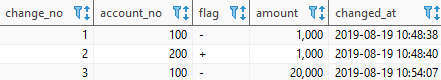 change_no account_no flag amount changed_at
1 100 - 1,000 2019-08-19 10:48:38
2 200 + 1,000 2019-08-19 10:48:40
3 100 - 20,000 2019-08-19 10:54:07